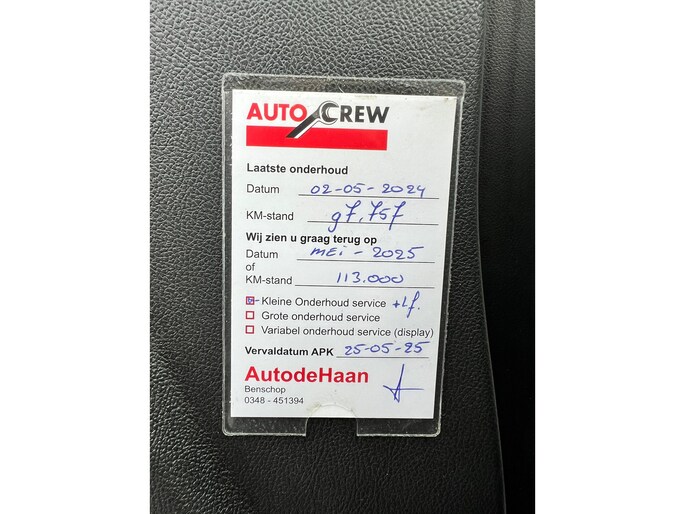 AUTO CREW
Laatste onderhoud
Datum 02-05-2024
KM-stand 97.757
Wij zien u graag terug op
Datum mei - 2025
of
KM-stand 113.000
Kleine Onderhoud service + l.f.
Grote onderhoud service
Variabel onderhoud service (display)
Vervaldatum APK 25-05-25
AutodeHaan
Benschop
0348 - 451394